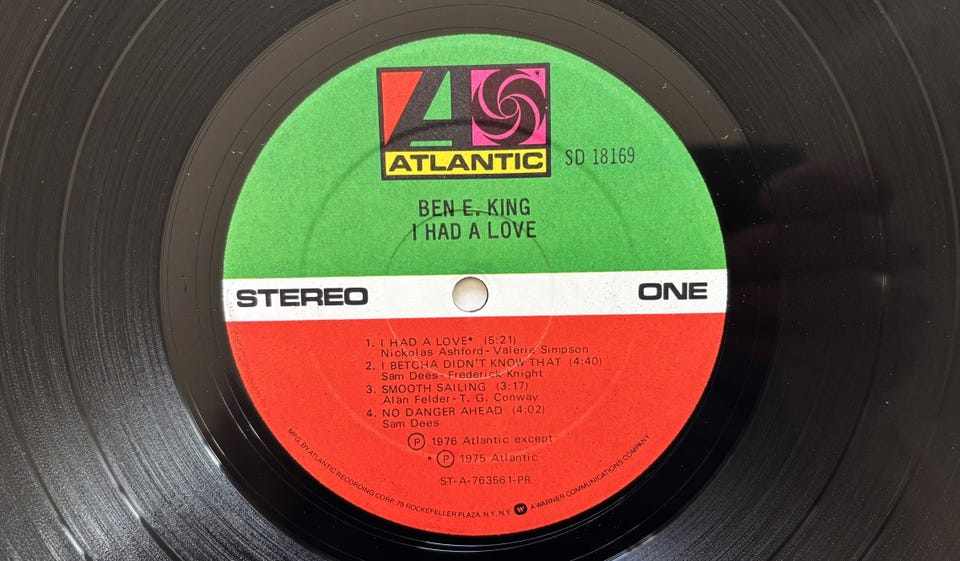 ATLANTIC
SD 18169
BEN E. KING
I HAD A LOVE
STEREO
ONE
1. I HAD A LOVE* (5:21)
Nickolas Ashford-Valerie Simpson
2. I BETCHA DIDN'T KNOW THAT (4:40)
Sam Dees-Frederick Knight
3. SMOOTH SAILING (3:17)
Alan Felder-T. G. Conway
4. NO DANGER AHEAD (4:02)
Sam Dees
Ⓟ 1976 Atlantic except
* Ⓟ 1975 Atlantic
ST-A-763561-PR
MFG. BY ATLANTIC RECORDING CORP. 75 ROCKEFELLER PLAZA. N.Y. N.Y. W A WARNER COMMUNICATIONS COMPANY